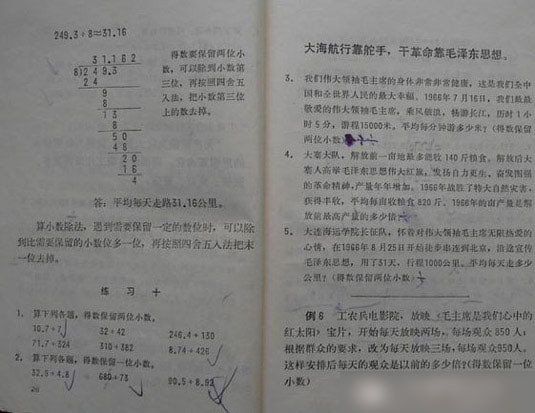 249.3÷8≈31.16
31.162
8)249.3
24
9
8
13
8
50
48
20
16
4
得数要保留两位小
数，可以除到小数第
三位，再按照四舍五
入法，把小数第三位
上的数去掉。
答：平均每天走路31.16公里。
算小数除法，遇到需要保留一定的数位时，可以除
到比需要保留的小数位多一位，再按照四舍五入法把末
一位去掉。
练习十
1. 算下列各题，得数保留两位小数。
10.7÷7 32÷42 246.4÷130
71.7÷324 310÷382 8.74÷426
2. 算下列各题，得数保留一位小数。
32.5÷4.8 680÷73 90.5÷8.92
20
大海航行靠舵手，干革命靠毛泽东思想。
3. 我们伟大领袖毛主席的身体非常非常健康，这是我们全中
国和全世界人民的最大幸福。1966年7月16日，我们最最
敬爱的伟大领袖毛主席，乘风破浪，畅游长江，历时1小
时5分，游程15000米，平均每分钟游多少米？(得数保留
两位小数)
4. 大寨大队，解放前一亩地最多能收140斤粮食，解放后大
寨人高举毛泽东思想伟大红旗，发扬自力更生，奋发图强
的革命精神，产量年年增加。1966年战胜了特大自然灾害，
获得丰收，平均每亩收粮食820斤、1966年的亩产量是解
放前最高产量的多少倍？
5. 大连海运学院长征队，怀着对伟大领袖毛主席无限热爱的
心情，在1966年8月25日开始徒步串连到北京，沿途宣传
毛泽东思想，用了31天，行程1000公里。平均每天走多少
公里？(得数保留两位小数)
例6 工农兵电影院，放映《毛主席是我们心中的
红太阳》宝片，开始每天放映两场，每场观众850人；
根据群众的要求，改为每天放映三场，每场观众950人。
这样安排后每天的观众是以前的多少倍？(得数保留一位
小数)